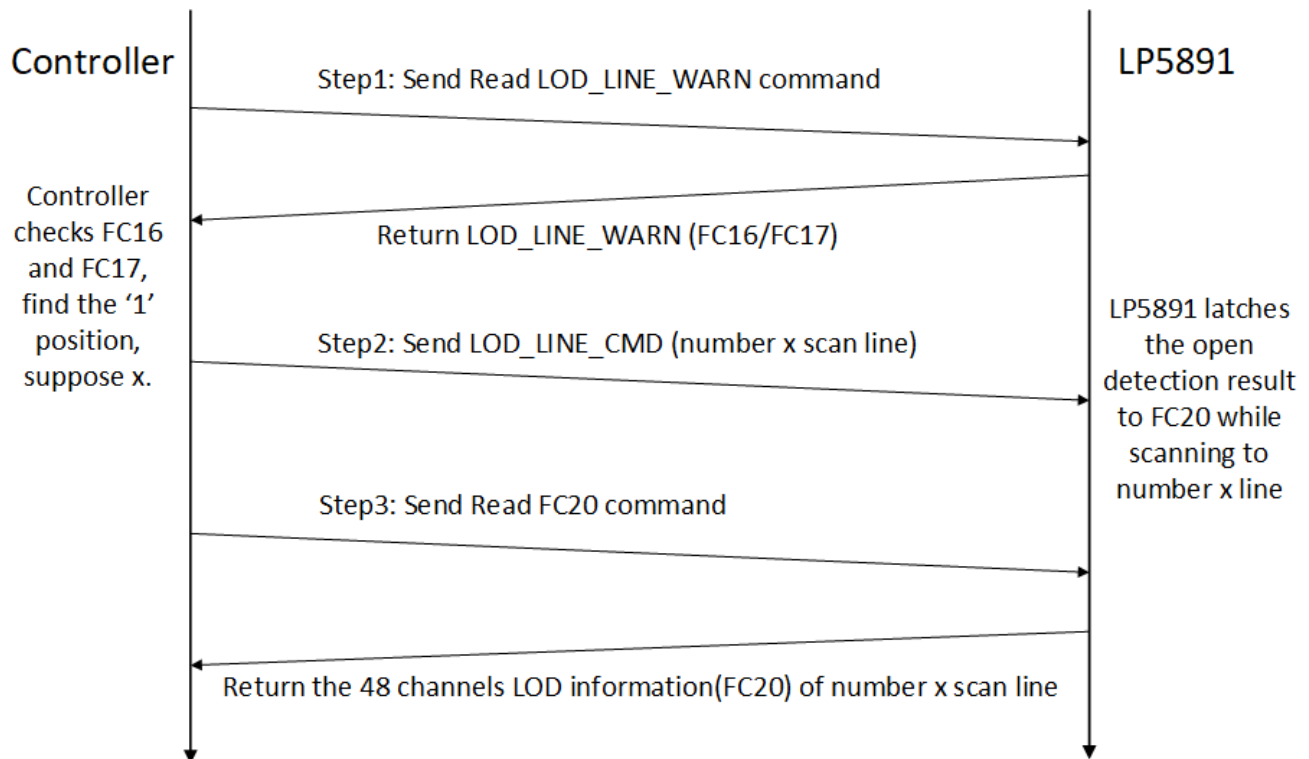 Controller
LP5891
Step1: Send Read LOD_LINE_WARN command
Return LOD_LINE_WARN (FC16/FC17)
Controller
checks FC16
and FC17,
find the ‘1’
position,
suppose x.
Step2: Send LOD_LINE_CMD (number x scan line)
LP5891 latches
the open
detection result
to FC20 while
scanning to
number x line
Step3: Send Read FC20 command
Return the 48 channels LOD information(FC20) of number x scan line